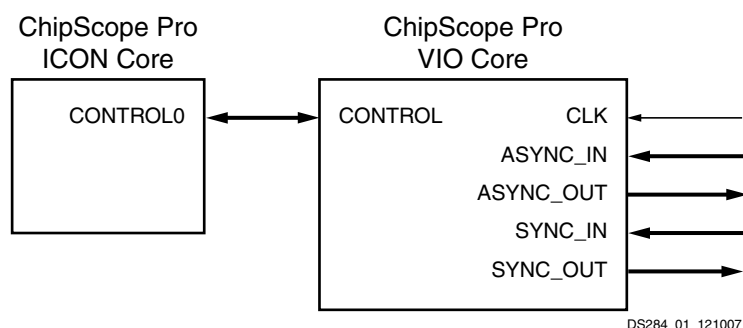 ChipScope Pro
ICON Core
ChipScope Pro
VIO Core
CONTROL0
CONTROL
CLK
ASYNC_IN
ASYNC_OUT
SYNC_IN
SYNC_OUT
DS284_01_121007